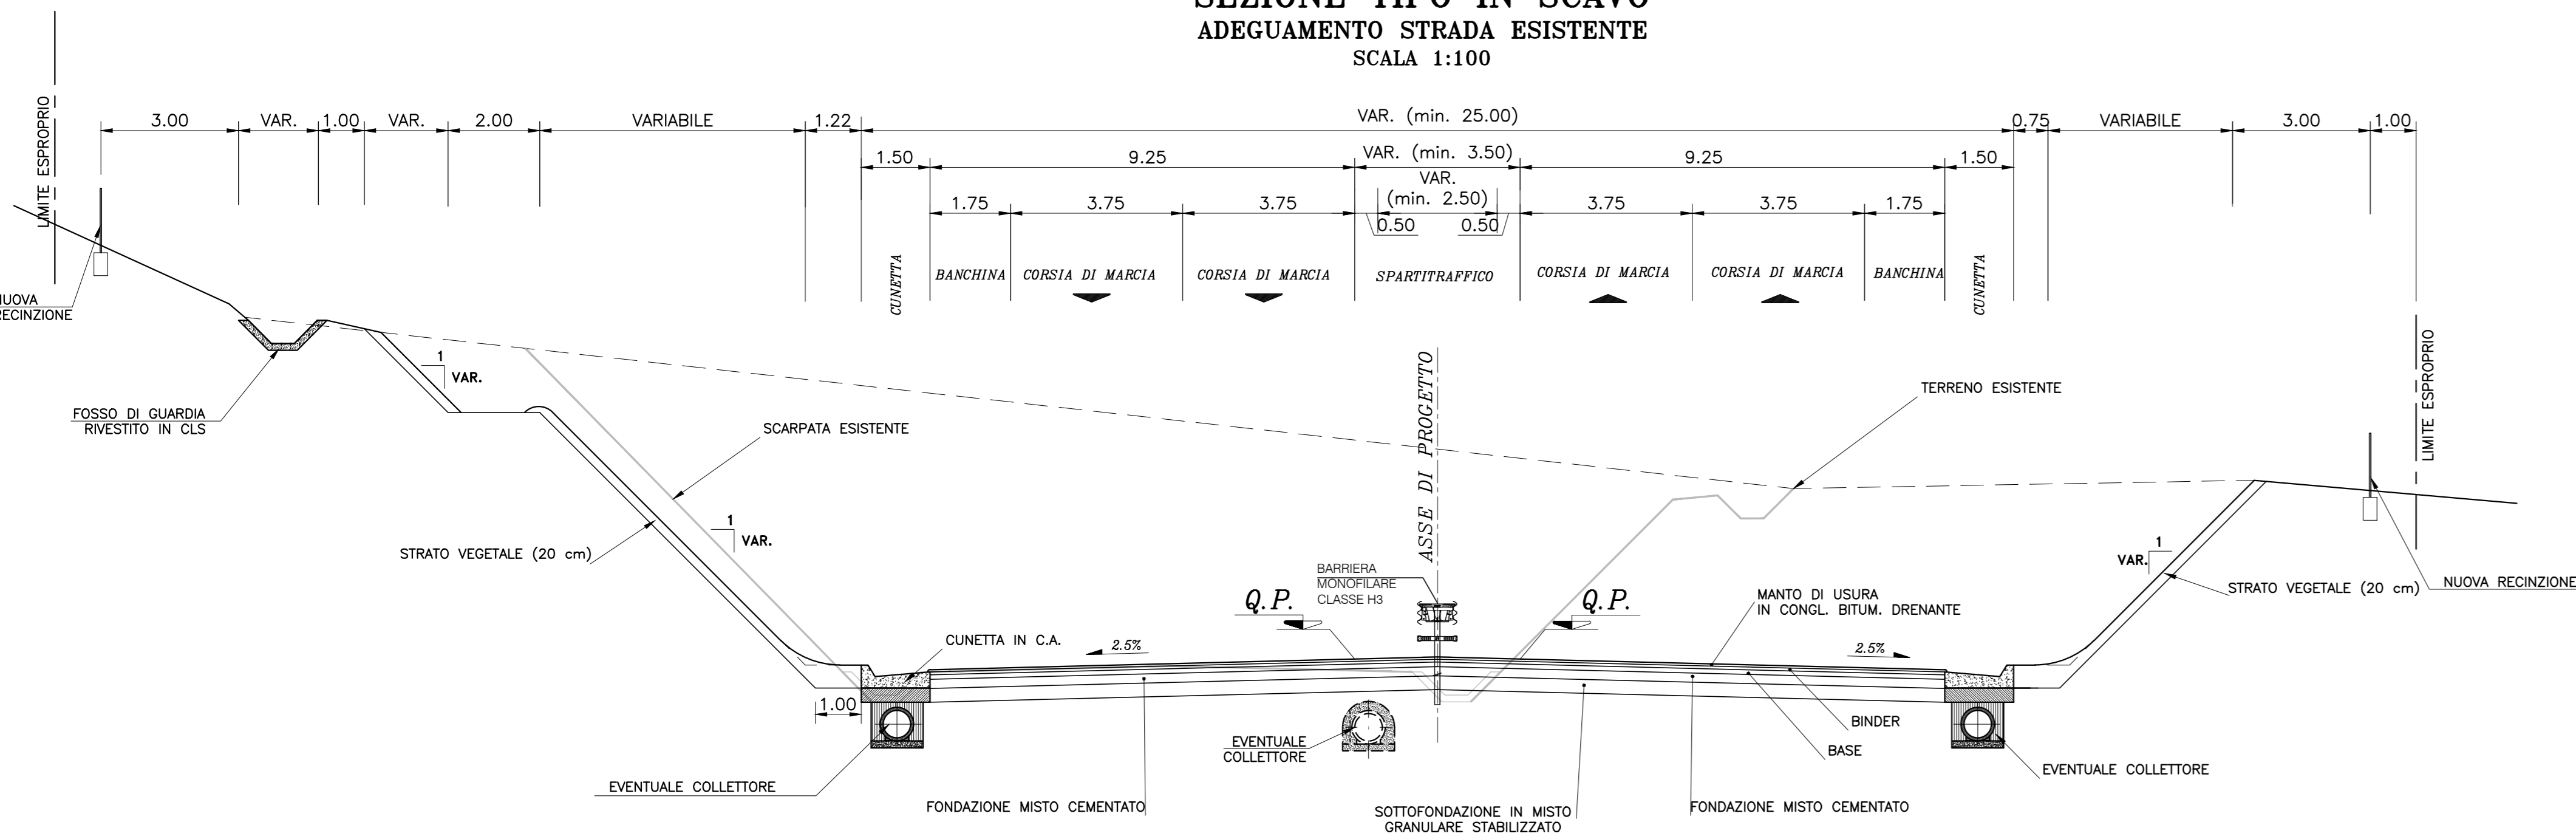 SEZIONE TIPO IN SCAVO
ADEGUAMENTO STRADA ESISTENTE
SCALA 1:100
LIMITE ESPROPRIO
3.00
VAR.
1.00
VAR.
2.00
VARIABILE
1.22
VAR. (min. 25.00)
0.75
VARIABILE
3.00
1.00
1.50
9.25
VAR. (min. 3.50)
9.25
1.50
1.75
3.75
3.75
VAR.
(min. 2.50)
3.75
3.75
1.75
0.50
0.50
CUNETTA
BANCHINA
CORSIA DI MARCIA
CORSIA DI MARCIA
SPARTITRAFFICO
CORSIA DI MARCIA
CORSIA DI MARCIA
BANCHINA
CUNETTA
NUOVA
RECINZIONE
1
VAR.
FOSSO DI GUARDIA
RIVESTITO IN CLS
SCARPATA ESISTENTE
ASSE DI PROGETTO
TERRENO ESISTENTE
LIMITE ESPROPRIO
1
VAR.
STRATO VEGETALE (20 cm)
BARRIERA
MONOFILARE
CLASSE H3
Q.P.
Q.P.
MANTO DI USURA
IN CONGL. BITUM. DRENANTE
1
VAR.
STRATO VEGETALE (20 cm)
NUOVA RECINZIONE
CUNETTA IN C.A.
2.5%
2.5%
1.00
BINDER
EVENTUALE
COLLETTORE
BASE
EVENTUALE COLLETTORE
EVENTUALE COLLETTORE
FONDAZIONE MISTO CEMENTATO
SOTTOFONDAZIONE IN MISTO
GRANULARE STABILIZZATO
FONDAZIONE MISTO CEMENTATO